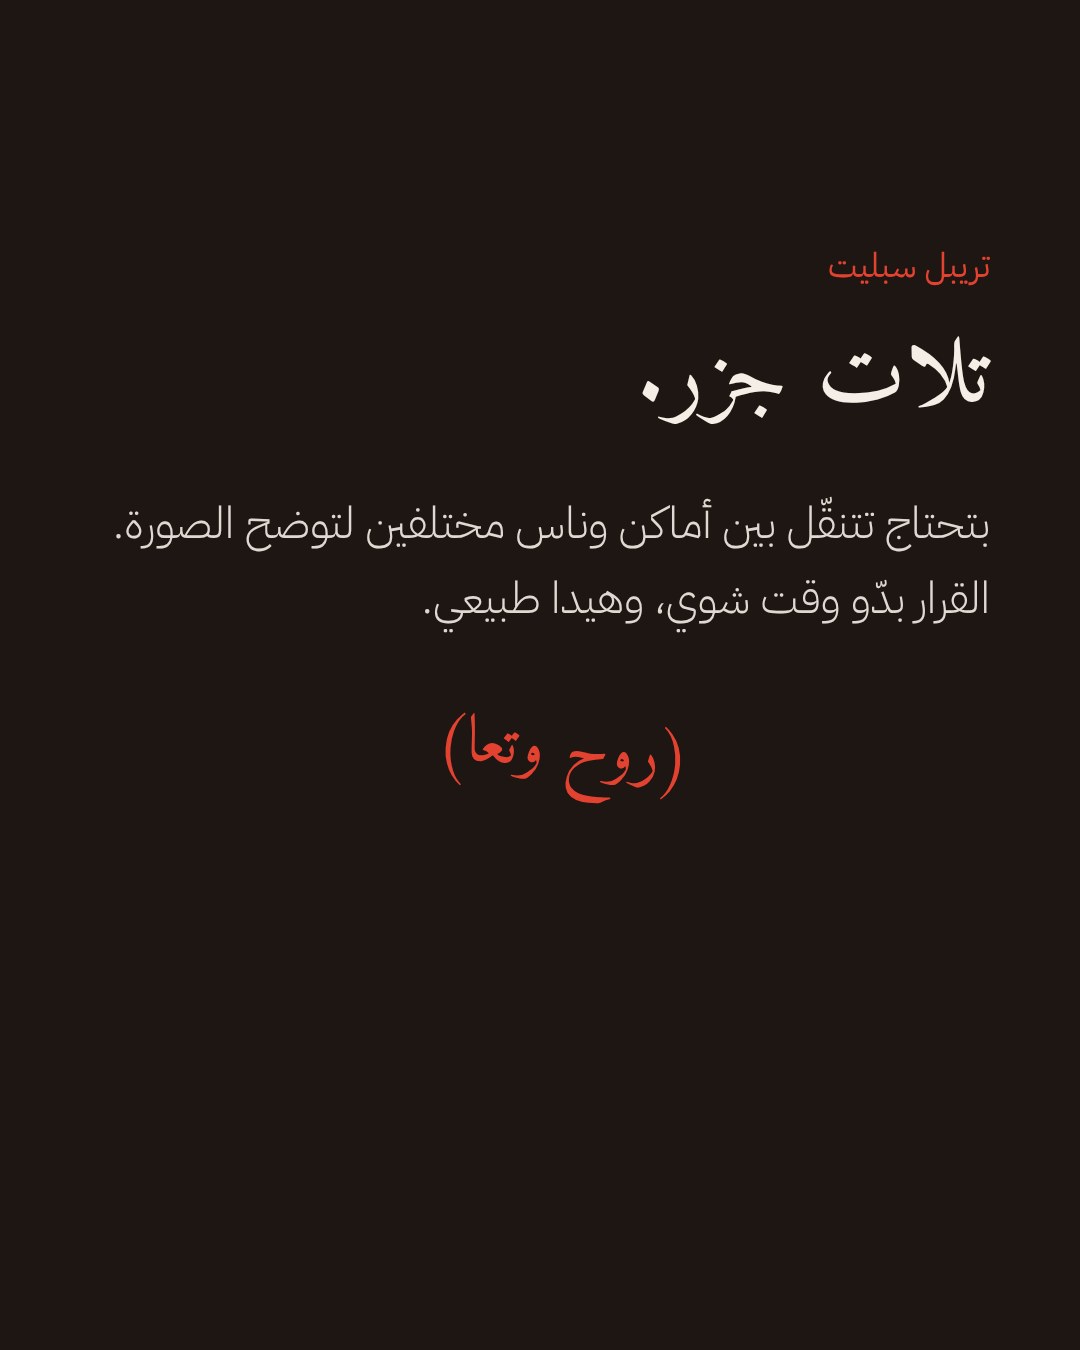 تريبل سبليت
تلات جزر.
بتحتاج تتنقّل بين أماكن وناس مختلفين لتوضح الصورة.
القرار بدّو وقت شوي، وهيدا طبيعي.
(روح وتعا)